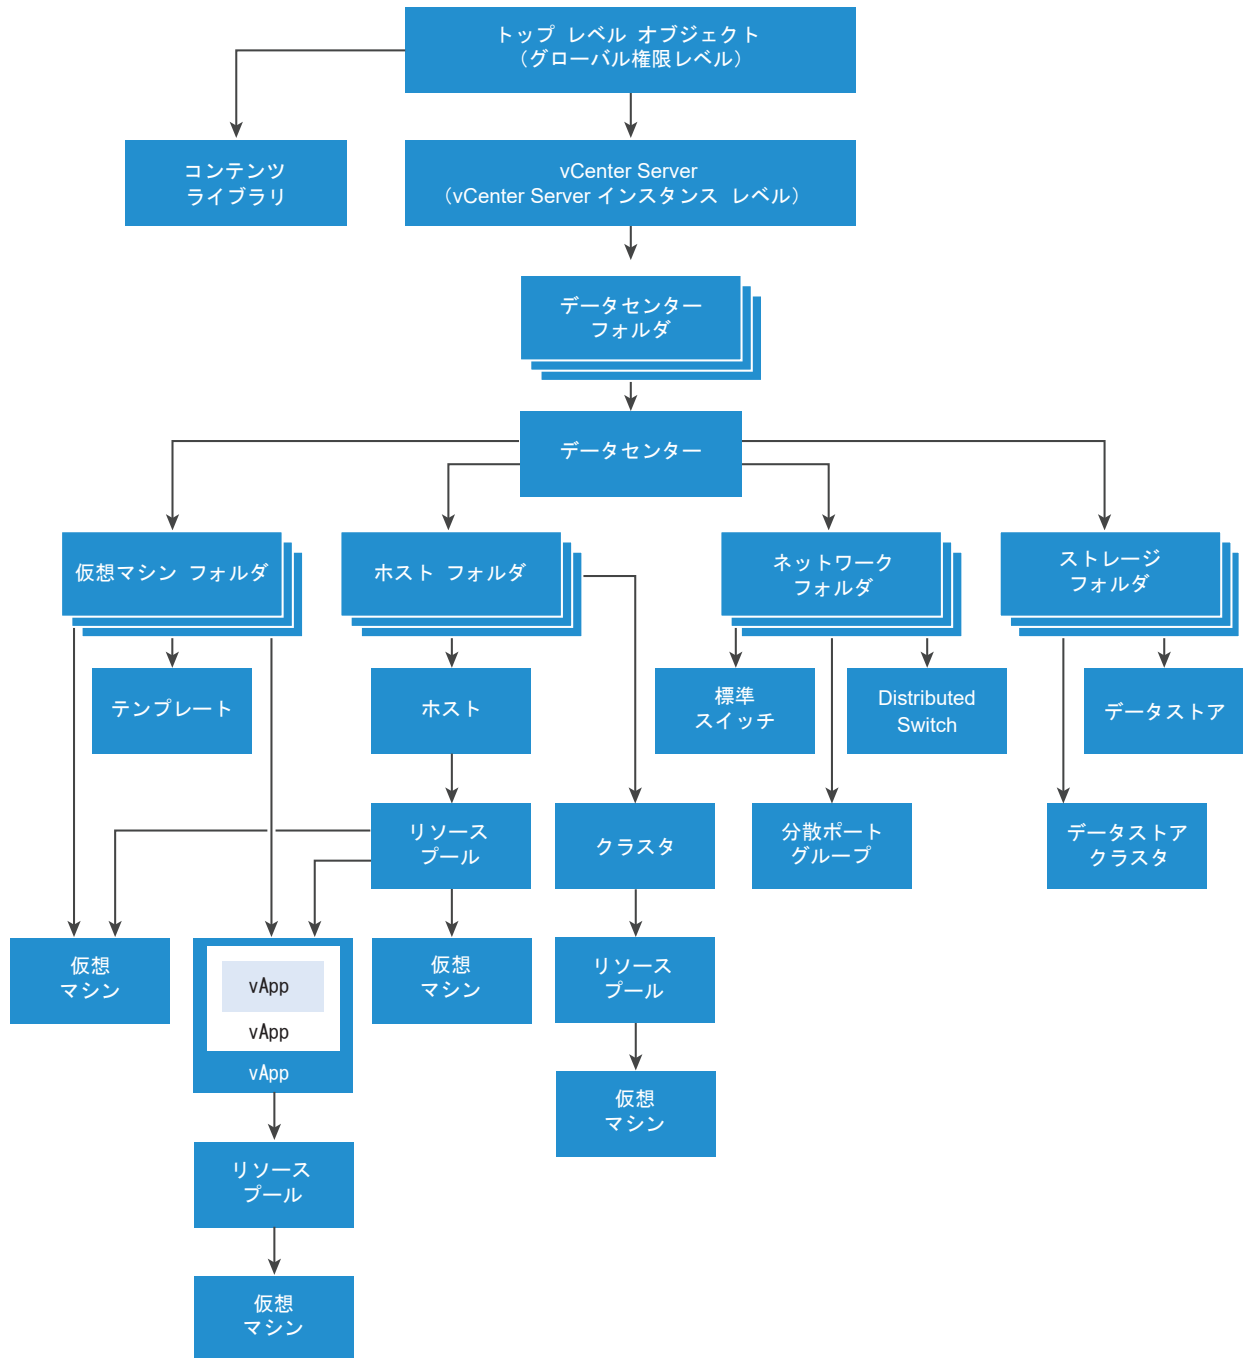 トップ レベル オブジェクト
（グローバル権限レベル）
コンテンツ
ライブラリ
vCenter Server
（vCenter Server インスタンス レベル）
データセンター
フォルダ
データセンター
仮想マシン フォルダ
ホスト フォルダ
ネットワーク
フォルダ
ストレージ
フォルダ
テンプレート
ホスト
標準
スイッチ
Distributed
Switch
データストア
リソース
プール
クラスタ
分散ポート
グループ
データストア
クラスタ
仮想
マシン
vApp
vApp
vApp
仮想
マシン
リソース
プール
仮想
マシン
リソース
プール
仮想
マシン